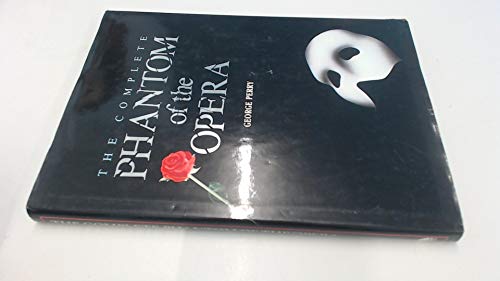 THE COMPLETE
PHANTOM
of the
OPERA
GEORGE PERRY